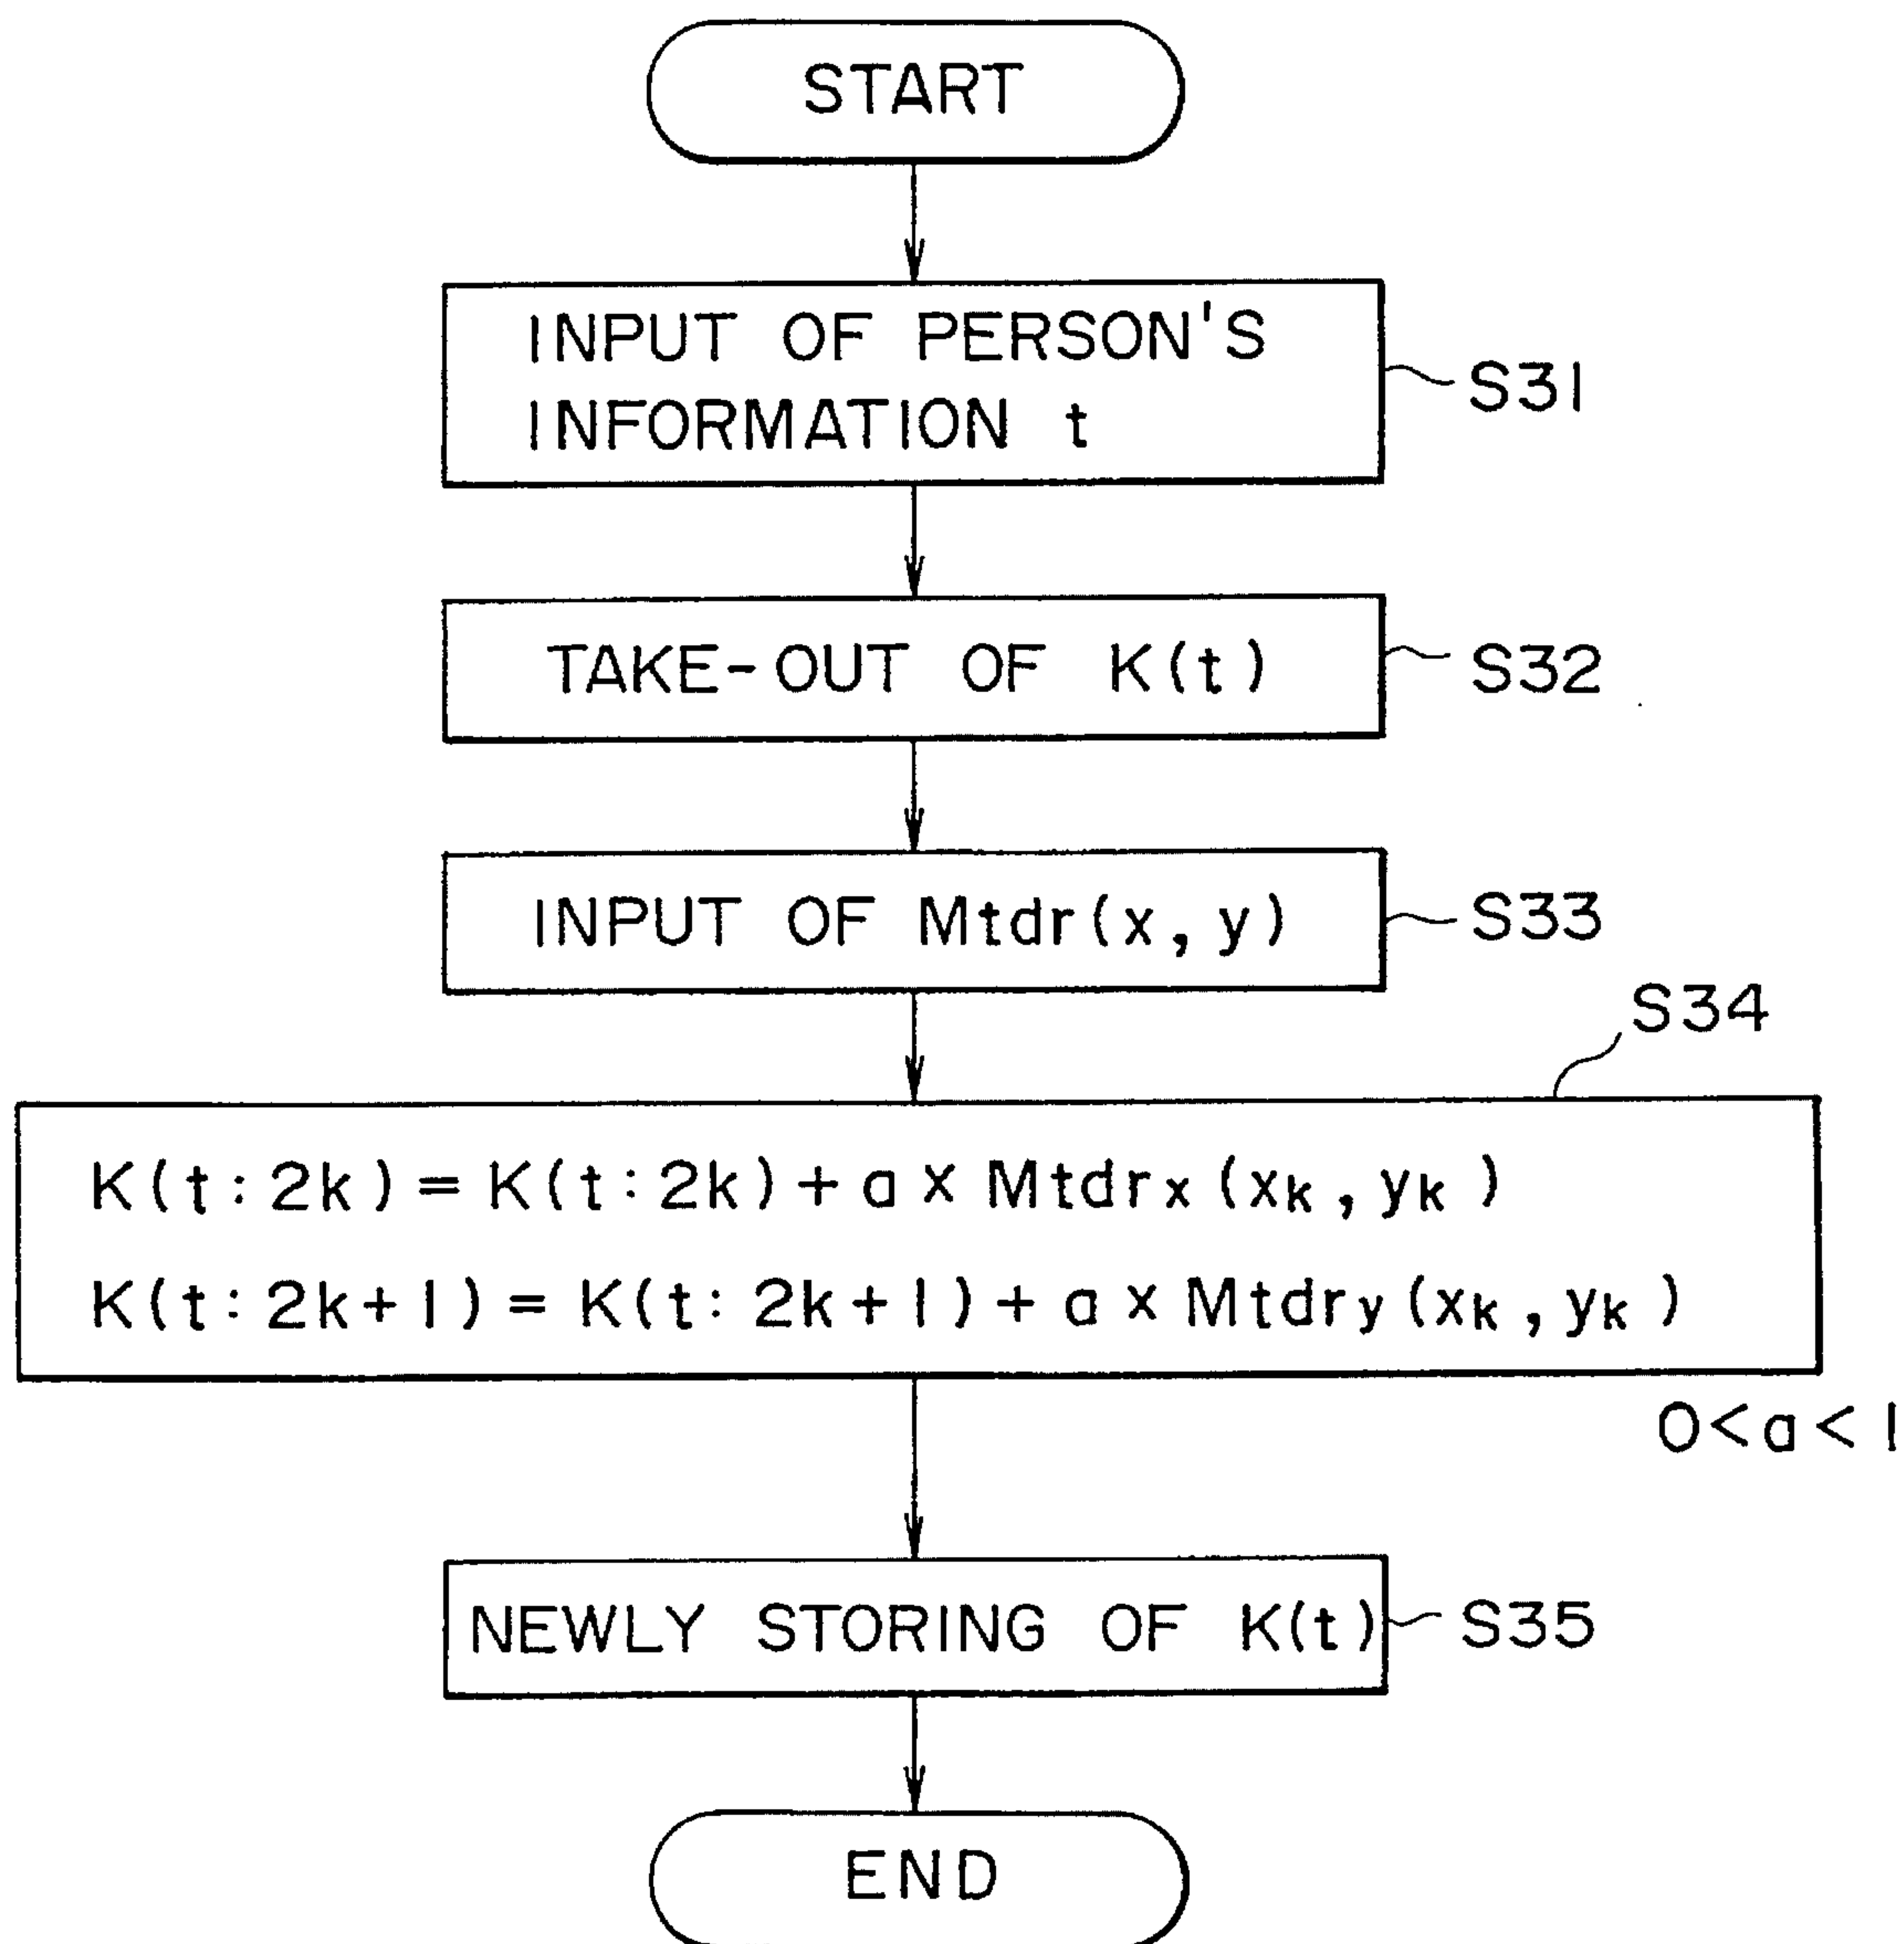 START
INPUT OF PERSON'S
INFORMATION t
S31
TAKE-OUT OF K(t)
S32
INPUT OF Mtdr(x, y)
S33
S34
K(t:2k) = K(t:2k) + a × Mtdrx (xk, yk)
K(t:2k+1) = K(t:2k+1) + a × Mtdry (xk, yk)
0<a<1
NEWLY STORING OF K(t)
S35
END